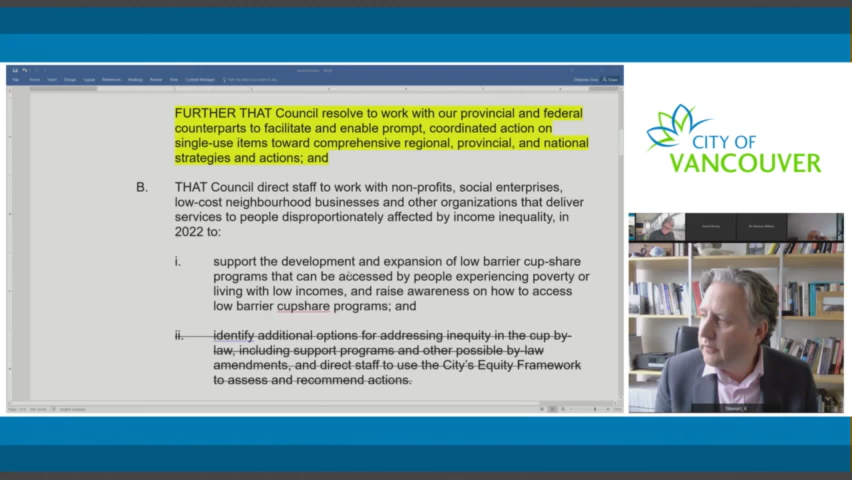 FURTHER THAT Council resolve to work with our provincial and federal
counterparts to facilitate and enable prompt, coordinated action on
single-use items toward comprehensive regional, provincial, and national
strategies and actions; and
B. THAT Council direct staff to work with non-profits, social enterprises,
low-cost neighbourhood businesses and other organizations that deliver
services to people disproportionately affected by income inequality, in
2022 to:
i. support the development and expansion of low barrier cup-share
programs that can be accessed by people experiencing poverty or
living with low incomes, and raise awareness on how to access
low barrier cupshare programs; and
ii. identify additional options for addressing inequity in the cup by-
law, including support programs and other possible by-law
amendments, and direct staff to use the City's Equity Framework
to assess and recommend actions.
CITY OF
VANCOUVER
Stewart_K